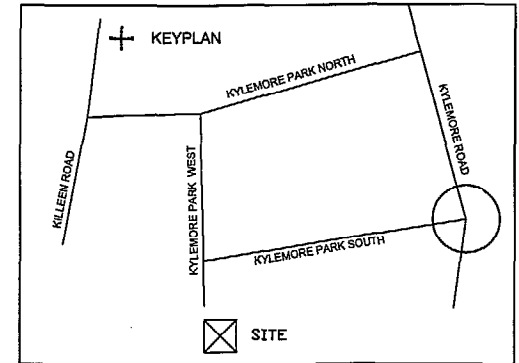 KEYPLAN
KYLEMORE PARK NORTH
KYLEMORE ROAD
KILLEEN ROAD
KYLEMORE PARK WEST
KYLEMORE PARK SOUTH
SITE